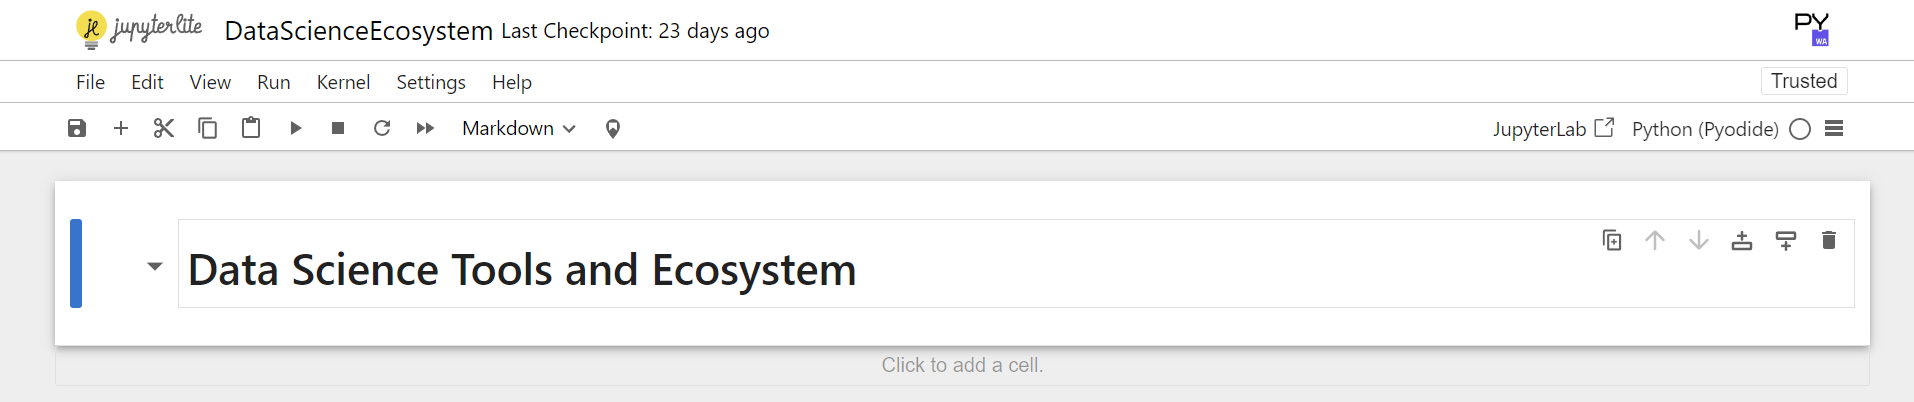 jupyterlite DataScienceEcosystem Last Checkpoint: 23 days ago PY WA
File Edit View Run Kernel Settings Help Trusted
Markdown JupyterLab Python (Pyodide)
Data Science Tools and Ecosystem
Click to add a cell.